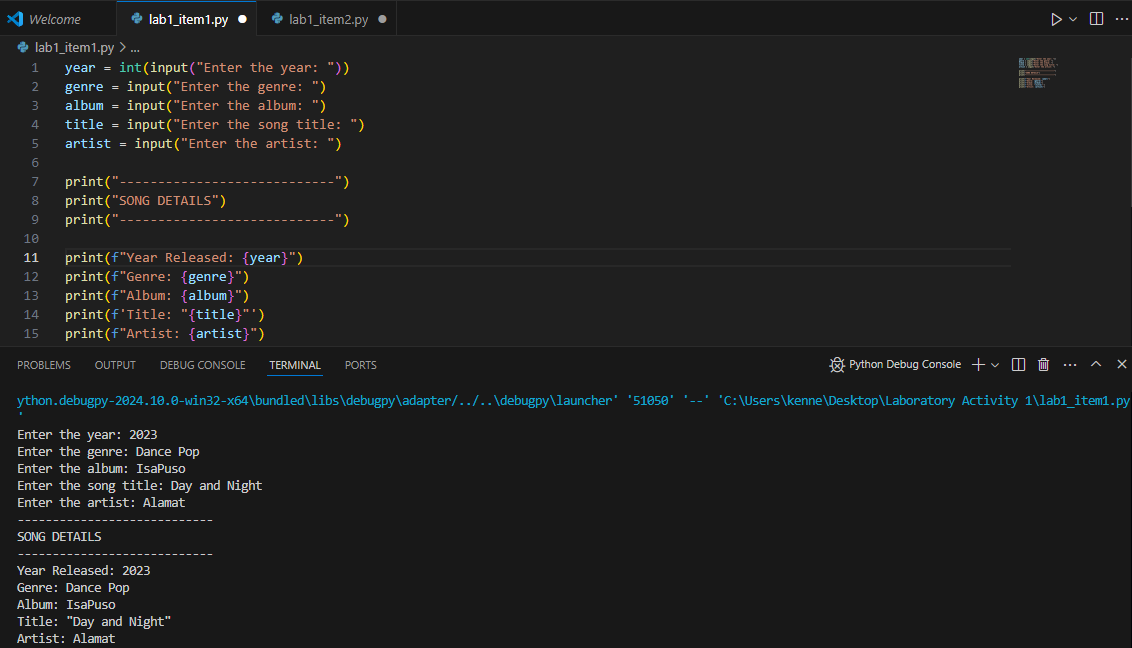 Welcome lab1_item1.py lab1_item2.py
lab1_item1.py > ...
1 year = int(input("Enter the year: "))
2 genre = input("Enter the genre: ")
3 album = input("Enter the album: ")
4 title = input("Enter the song title: ")
5 artist = input("Enter the artist: ")
6
7 print("----------------------------")
8 print("SONG DETAILS")
9 print("----------------------------")
10
11 print(f"Year Released: {year}")
12 print(f"Genre: {genre}")
13 print(f"Album: {album}")
14 print(f'Title: "{title}"')
15 print(f"Artist: {artist}")
PROBLEMS OUTPUT DEBUG CONSOLE TERMINAL PORTS Python Debug Console
ython.debugpy-2024.10.0-win32-x64\bundled\libs\debugpy\adapter/../..\debugpy\launcher' '51050' '--' 'C:\Users\kenne\Desktop\Laboratory Activity 1\lab1_item1.py
'
Enter the year: 2023
Enter the genre: Dance Pop
Enter the album: IsaPuso
Enter the song title: Day and Night
Enter the artist: Alamat
----------------------------
SONG DETAILS
----------------------------
Year Released: 2023
Genre: Dance Pop
Album: IsaPuso
Title: "Day and Night"
Artist: Alamat